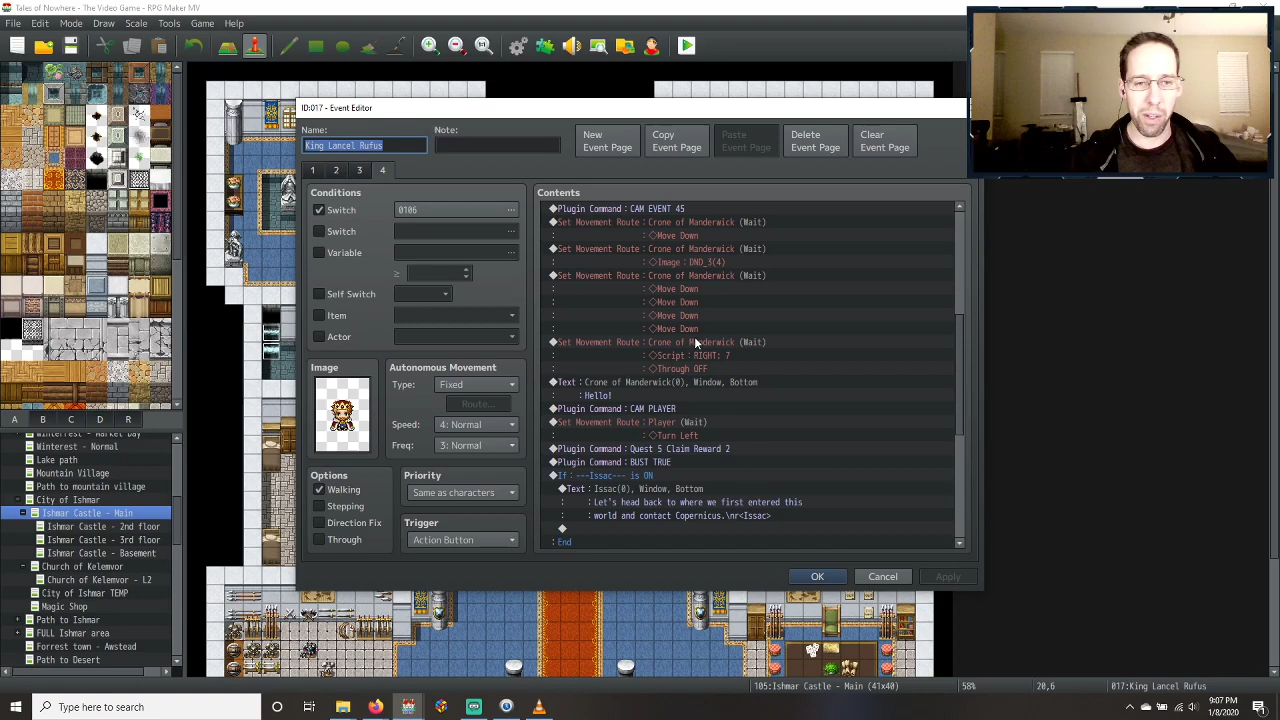 Tales of Nowhere - The Video Game - RPG Maker MV
File Edit Mode Draw Scale Tools Game Help
ID:017 - Event Editor
Name:
Note:
King Lancel Rufus
New Event Page
Copy Event Page
Paste Event Page
Delete Event Page
Clear Event Page
1 2 3 4
Conditions
Switch 0106 ...
Switch ...
Variable ...
≥
Self Switch
Item
Actor
Image
Autonomous Movement
Type: Fixed
Route...
Speed: 4: Normal
Freq: 3: Normal
Options
Walking
Stepping
Direction Fix
Through
Priority
Same as characters
Trigger
Action Button
Contents
◆Plugin Command：CAM EVENT 45
◆Set Movement Route：Crone of Manderwick (Wait)
：◇Move Down
◆Set Movement Route：Crone of Manderwick (Wait)
：◇Image：DND_3(4)
◆Set Movement Route：Crone of Manderwick (Wait)
：◇Move Down
：◇Move Down
：◇Move Down
：◇Move Down
◆Set Movement Route：Crone of Manderwick (Wait)
：◇Script：RIGHT: 7
：◇Through OFF
◆Text：Crone of Manderwick(0), Window, Bottom
：Hello!
◆Plugin Command：CAM PLAYER
◆Set Movement Route：Player (Wait)
：◇Turn Left
◆Plugin Command：Quest 5 Claim Reward 2
◆Plugin Command：BUST TRUE
◆If：---Issac--- is ON
◆Text：Issac(0), Window, Bottom
：Let's head back to where we first entered this
：world and contact Copernicus.\nr<Issac>
◆
：End
OK
Cancel
Apply
A B C D R
Winterfest - Market Day
Winterest - Normal
Lake path
Mountain Village
Path to mountain village
City of Ishmar
Ishmar Castle - Main
Ishmar Castle - 2nd floor
Ishmar Castle - 3rd floor
Ishmar Castle - Basement
Church of Kelemvor
Church of Kelemvor - L2
City of Ishmar TEMP
Magic Shop
Path to Ishmar
FULL Ishmar area
Forrest town - Awstead
Path to Desert
105:Ishmar Castle - Main (41x40)
58%
20,6
017:King Lancel Rufus
Type here to search
9:07 PM
1/8/2020